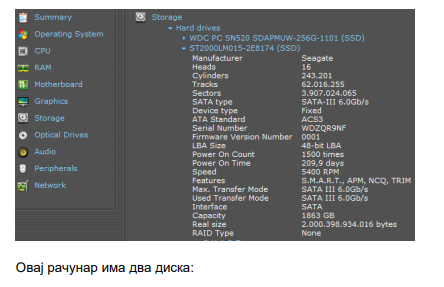 Summary
Operating System
CPU
RAM
Motherboard
Graphics
Storage
Optical Drives
Audio
Peripherals
Network
Storage
Hard drives
WDC PC SN520 SDAPMUW-256G-1101 (SSD)
ST2000LM015-2E8174 (SSD)
Manufacturer Seagate
Heads 16
Cylinders 243.201
Tracks 62.016.255
Sectors 3.907.024.065
SATA type SATA-III 6.0Gb/s
Device type Fixed
ATA Standard ACS3
Serial Number WDZQR9NF
Firmware Version Number 0001
LBA Size 48-bit LBA
Power On Count 1500 times
Power On Time 209,9 days
Speed 5400 RPM
Features S.M.A.R.T., APM, NCQ, TRIM
Max. Transfer Mode SATA III 6.0Gb/s
Used Transfer Mode SATA III 6.0Gb/s
Interface SATA
Capacity 1863 GB
Real size 2.000.398.934.016 bytes
RAID Type None
Овај рачунар има два диска: